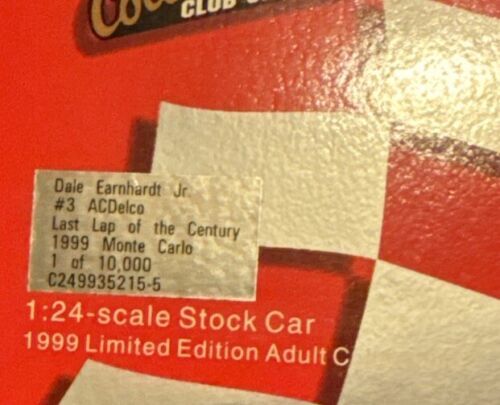 CLUB
Dale Earnhardt Jr
#3 ACDelco
Last Lap of the Century
1999 Monte Carlo
1 of 10,000
C249935215-5
1:24-scale Stock Car
1999 Limited Edition Adult C